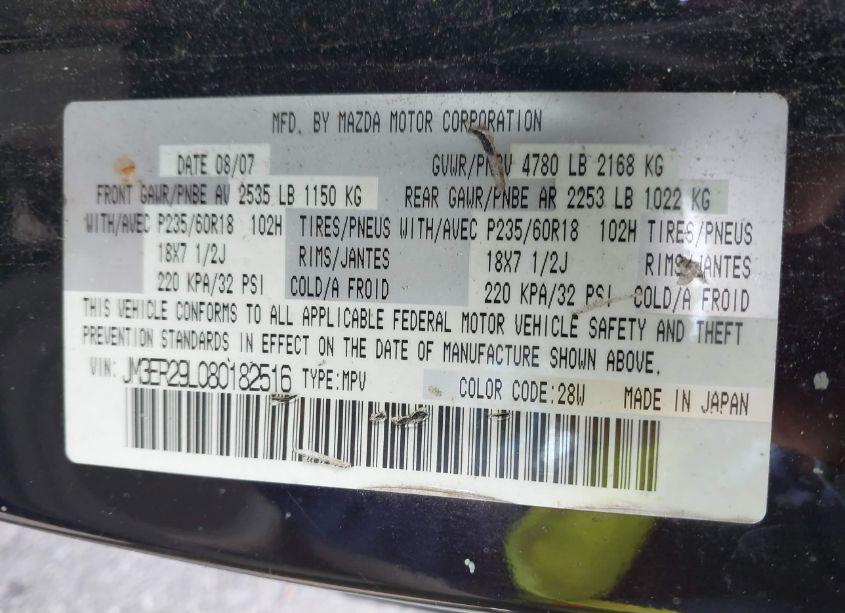 MFD. BY MAZDA MOTOR CORPORATION
DATE 08/07 GVWR/PNBV 4780 LB 2168 KG
FRONT GAWR/PNBE AV 2535 LB 1150 KG REAR GAWR/PNBE AR 2253 LB 1022 KG
WITH/AVEC P235/60R18 102H TIRES/PNEUS WITH/AVEC P235/60R18 102H TIRES/PNEUS
18X7 1/2J RIMS/JANTES 18X7 1/2J RIMS/JANTES
220 KPA/32 PSI COLD/A FROID 220 KPA/32 PSI COLD/A FROID
THIS VEHICLE CONFORMS TO ALL APPLICABLE FEDERAL MOTOR VEHICLE SAFETY AND THEFT
PREVENTION STANDARDS IN EFFECT ON THE DATE OF MANUFACTURE SHOWN ABOVE.
VIN: JM3ER29L080182516 TYPE:MPV COLOR CODE:28W MADE IN JAPAN